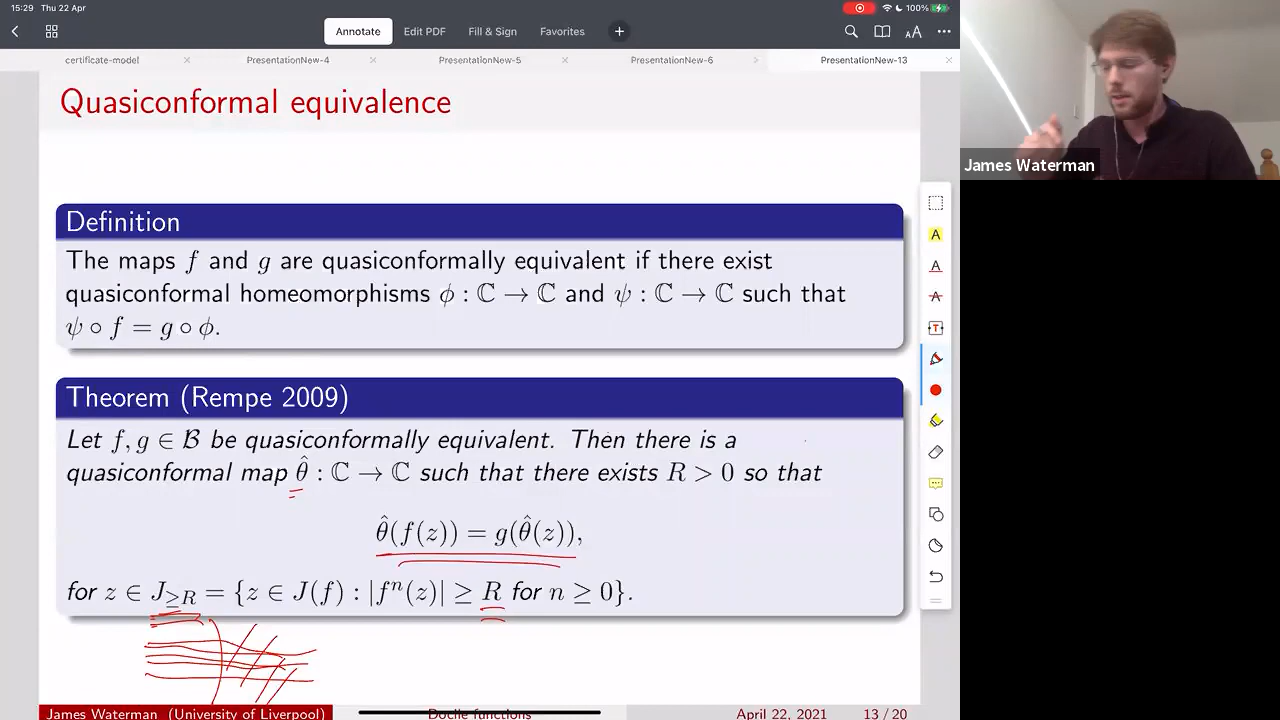 15:29 Thu 22 Apr
100%
Annotate Edit PDF Fill & Sign Favorites
certificate-model PresentationNew-4 PresentationNew-5 PresentationNew-6 PresentationNew-13
Quasiconformal equivalence
James Waterman
Definition
The maps f and g are quasiconformally equivalent if there exist
quasiconformal homeomorphisms ϕ : ℂ → ℂ and ψ : ℂ → ℂ such that
ψ ∘ f = g ∘ ϕ.
Theorem (Rempe 2009)
Let f, g ∈ ℬ be quasiconformally equivalent. Then there is a
quasiconformal map θ̂ : ℂ → ℂ such that there exists R > 0 so that
θ̂(f(z)) = g(θ̂(z)),
for z ∈ J≥R = {z ∈ J(f) : |fⁿ(z)| ≥ R for n ≥ 0}.
James Waterman (University of Liverpool) Docile functions April 22, 2021 13 / 20